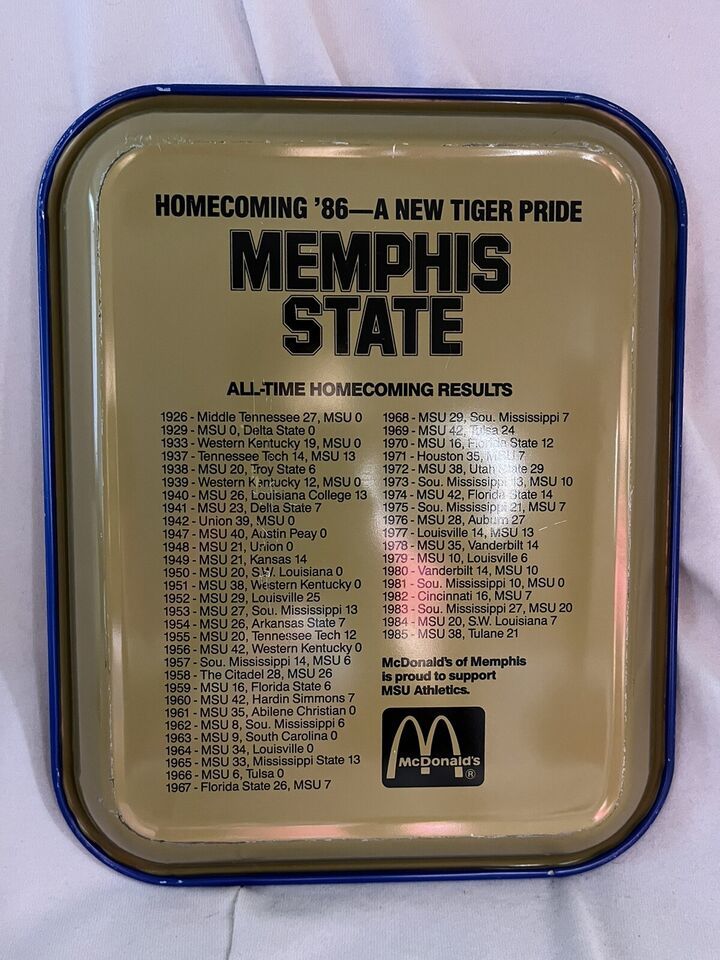 HOMECOMING '86—A NEW TIGER PRIDE
MEMPHIS
STATE
ALL-TIME HOMECOMING RESULTS
1926 - Middle Tennessee 27, MSU 0
1929 - MSU 0, Delta State 0
1933 - Western Kentucky 19, MSU 0
1937 - Tennessee Tech 14, MSU 13
1938 - MSU 20, Troy State 6
1939 - Western Kentucky 12, MSU 0
1940 - MSU 26, Louisiana College 13
1941 - MSU 23, Delta State 7
1942 - Union 39, MSU 0
1947 - MSU 40, Austin Peay 0
1948 - MSU 21, Union 0
1949 - MSU 21, Kansas 14
1950 - MSU 20, S.W. Louisiana 0
1951 - MSU 38, Western Kentucky 0
1952 - MSU 29, Louisville 25
1953 - MSU 27, Sou. Mississippi 13
1954 - MSU 26, Arkansas State 7
1955 - MSU 20, Tennessee Tech 12
1956 - MSU 42, Western Kentucky 0
1957 - Sou. Mississippi 14, MSU 6
1958 - The Citadel 28, MSU 26
1959 - MSU 16, Florida State 6
1960 - MSU 42, Hardin Simmons 7
1961 - MSU 35, Abilene Christian 0
1962 - MSU 8, Sou. Mississippi 6
1963 - MSU 9, South Carolina 0
1964 - MSU 34, Louisville 0
1965 - MSU 33, Mississippi State 13
1966 - MSU 6, Tulsa 0
1967 - Florida State 26, MSU 7
1968 - MSU 29, Sou. Mississippi 7
1969 - MSU 42, Tulsa 24
1970 - MSU 16, Florida State 12
1971 - Houston 35, MSU 7
1972 - MSU 38, Utah State 29
1973 - Sou. Mississippi 13, MSU 10
1974 - MSU 42, Florida State 14
1975 - Sou. Mississippi 21, MSU 7
1976 - MSU 28, Auburn 27
1977 - Louisville 14, MSU 13
1978 - MSU 35, Vanderbilt 14
1979 - MSU 10, Louisville 6
1980 - Vanderbilt 14, MSU 10
1981 - Sou. Mississippi 10, MSU 0
1982 - Cincinnati 16, MSU 7
1983 - Sou. Mississippi 27, MSU 20
1984 - MSU 20, S.W. Louisiana 7
1985 - MSU 38, Tulane 21
McDonald's of Memphis
is proud to support
MSU Athletics.
McDonald's
®